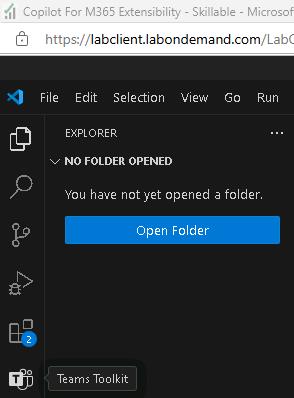 Copilot For M365 Extensibility - Skillable - Microsof
https://labclient.labondemand.com/LabC
File Edit Selection View Go Run
EXPLORER
NO FOLDER OPENED
You have not yet opened a folder.
Open Folder
2
T
Teams Toolkit